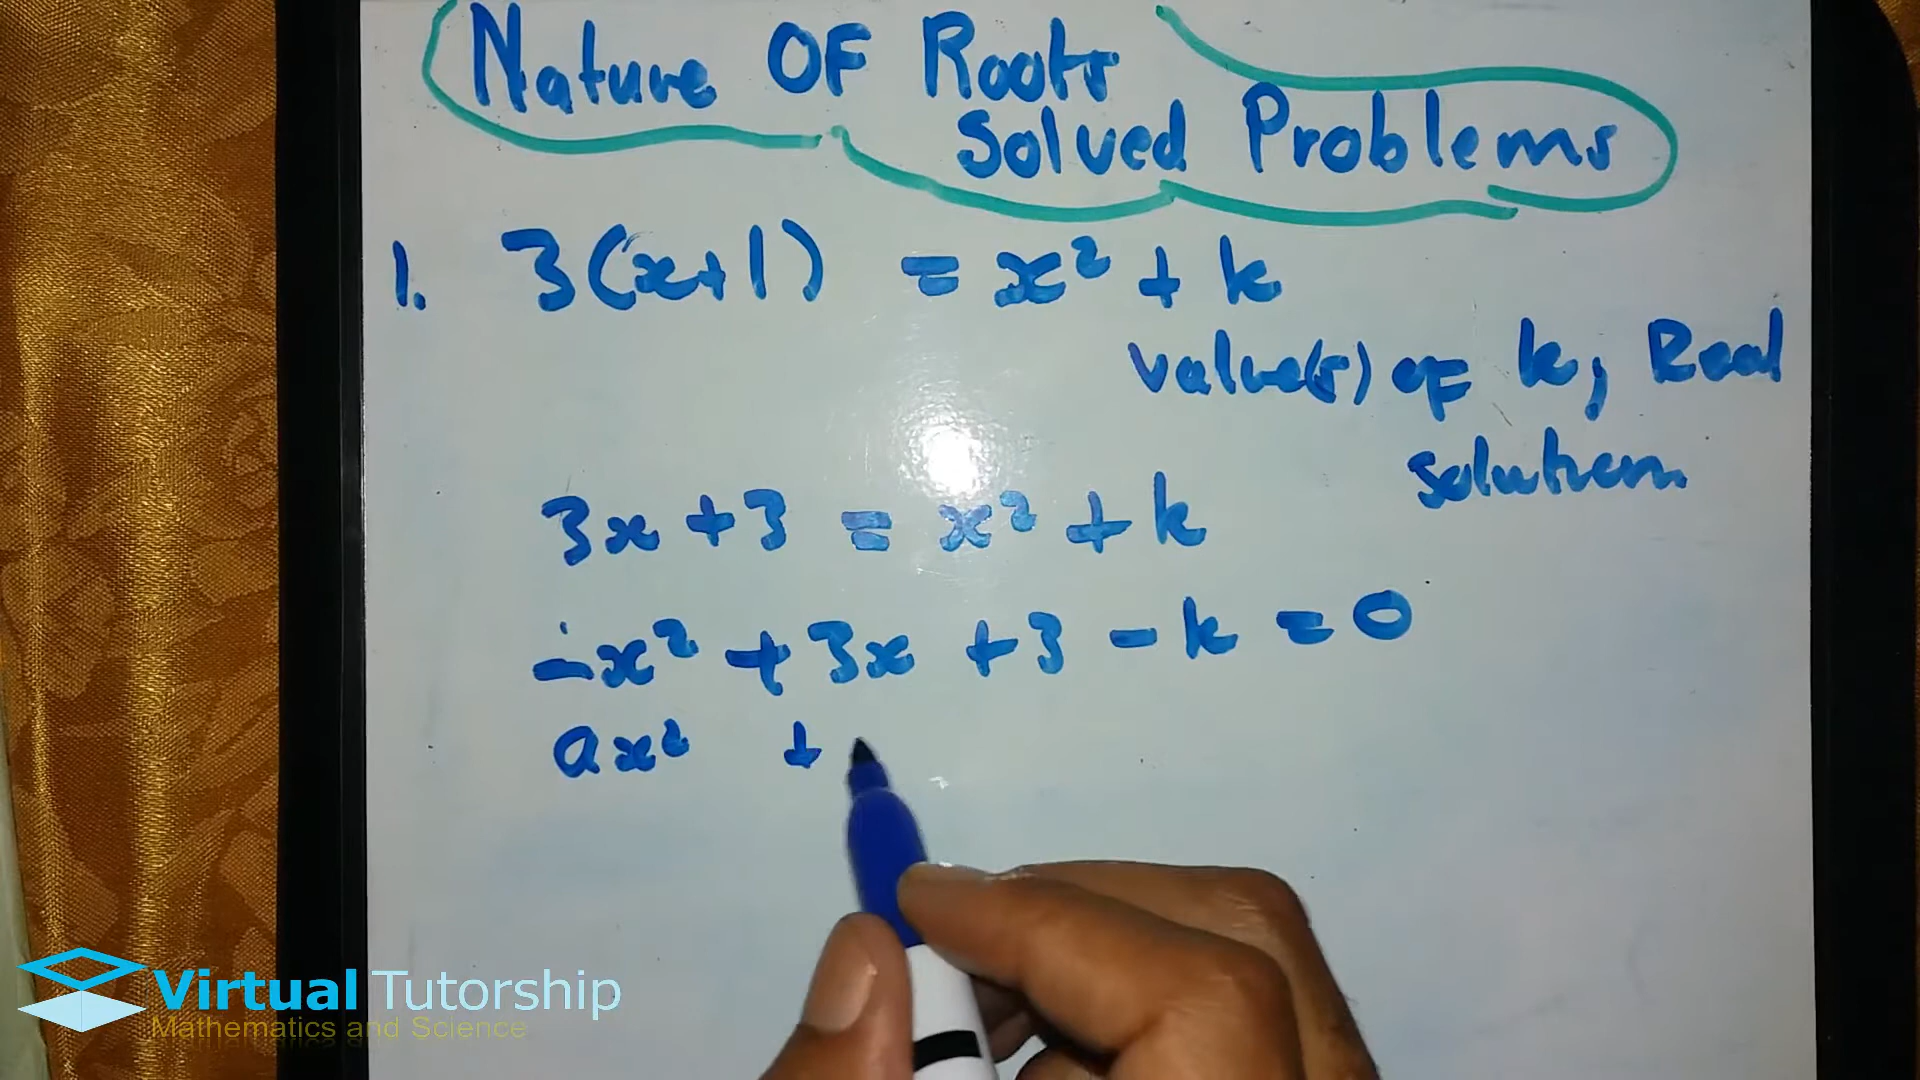 Nature OF Roots
Solved Problems
1. 3(x+1) = x² + k
value(s) of k; Real
solution.
3x + 3 = x² + k
-x² + 3x + 3 - k = 0
ax² +
Virtual Tutorship
Mathematics and Science